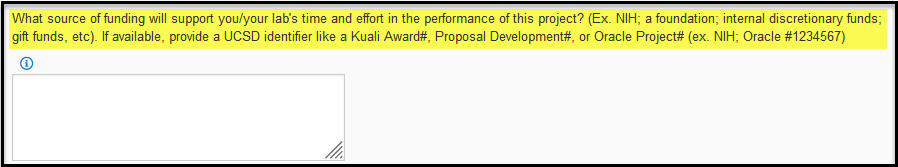 What source of funding will support you/your lab's time and effort in the performance of this project? (Ex. NIH; a foundation; internal discretionary funds;
gift funds, etc). If available, provide a UCSD identifier like a Kuali Award#, Proposal Development#, or Oracle Project# (ex. NIH; Oracle #1234567)